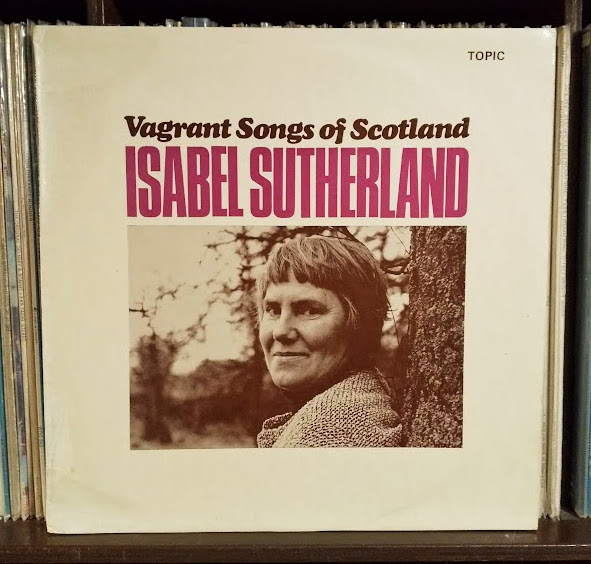 TOPIC
Vagrant Songs of Scotland
ISABEL SUTHERLAND